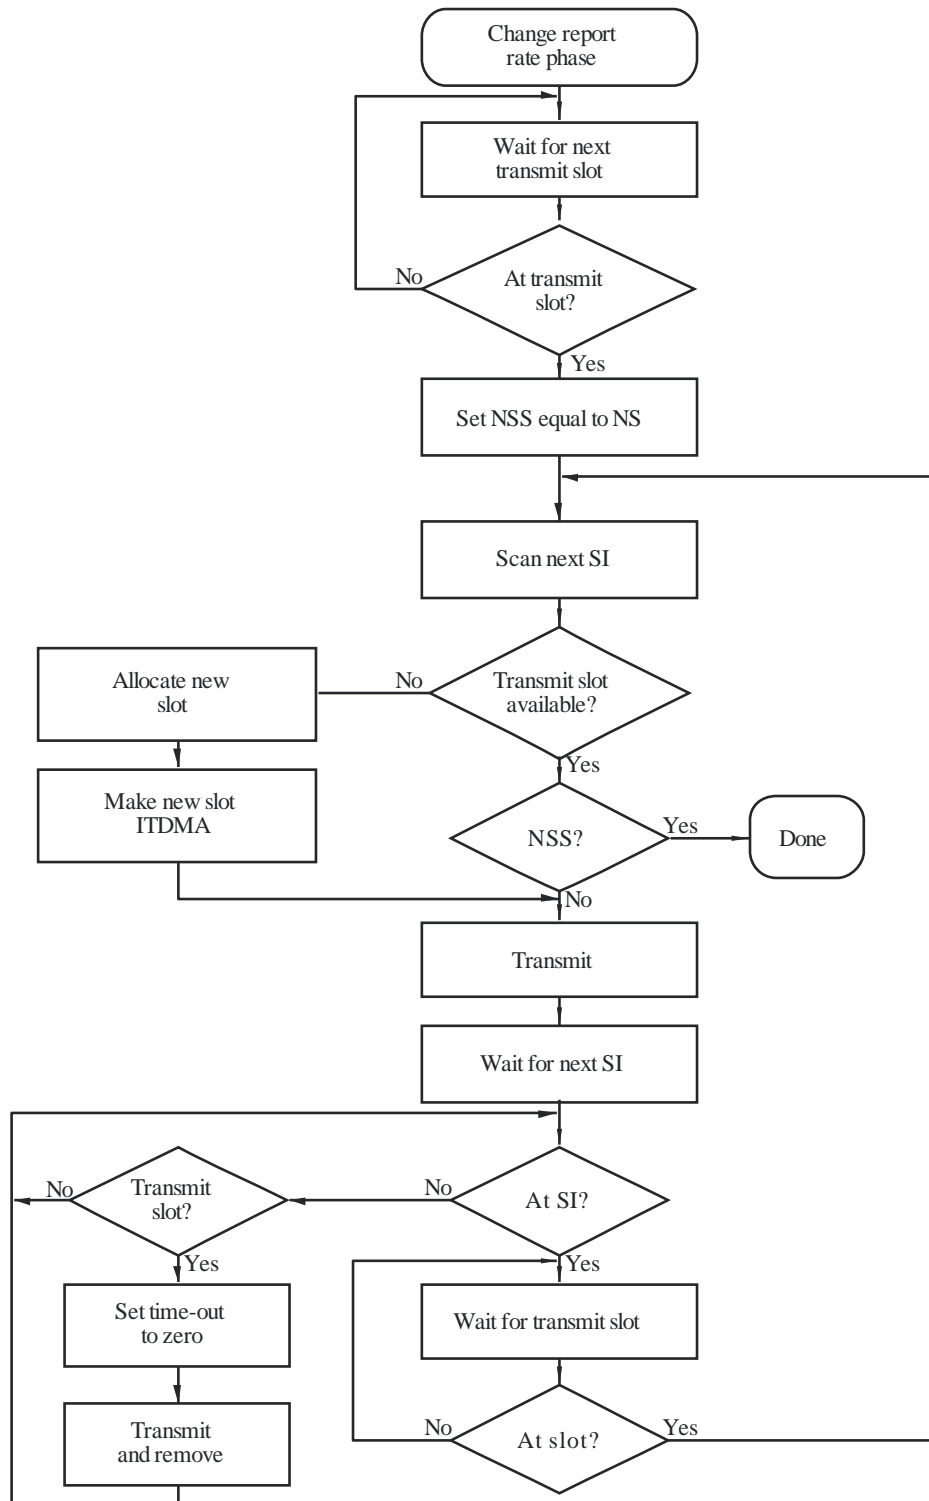 Change report
rate phase
Wait for next
transmit slot
No
At transmit
slot?
Yes
Set NSS equal to NS
Scan next SI
Allocate new
slot
No
Transmit slot
available?
Yes
Make new slot
ITDMA
NSS?
Yes
Done
No
Transmit
Wait for next SI
No
Transmit
slot?
No
At SI?
Yes
Yes
Set time-out
to zero
Wait for transmit slot
Transmit
and remove
No
At slot?
Yes